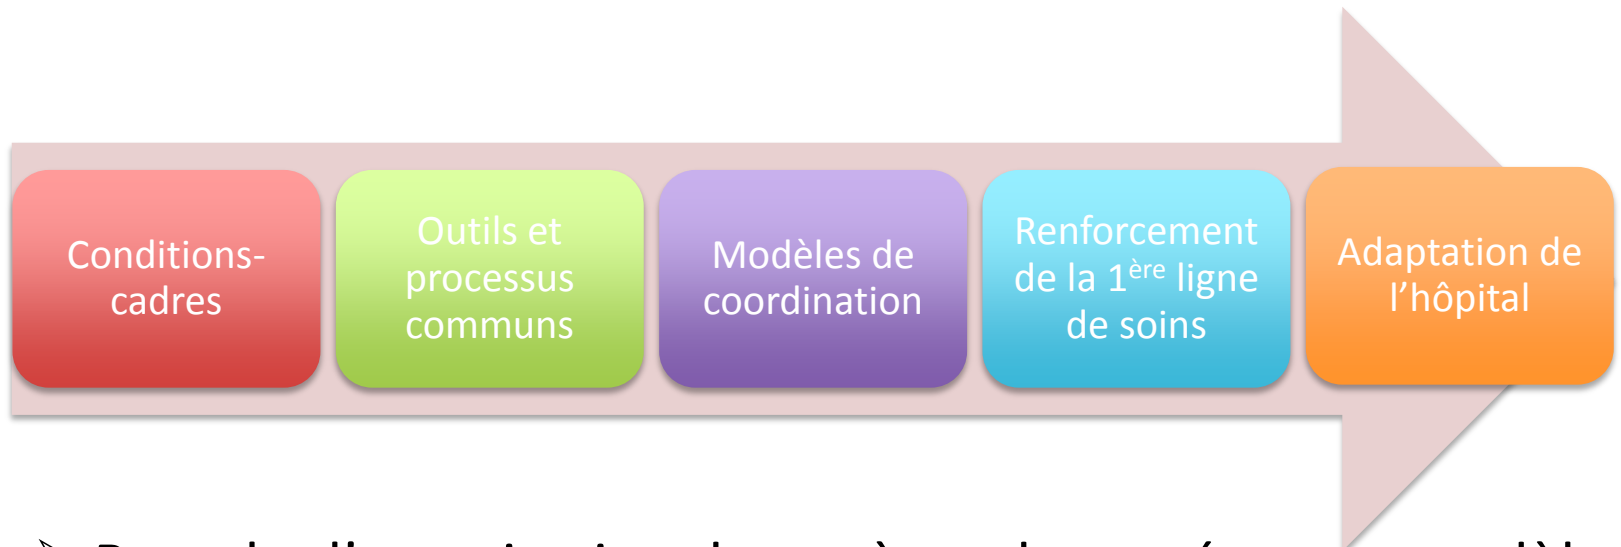 Conditions-
cadres
Outils et
processus
communs
Modèles de
coordination
Renforcement
de la 1ère ligne
de soins
Adaptation de
l’hôpital